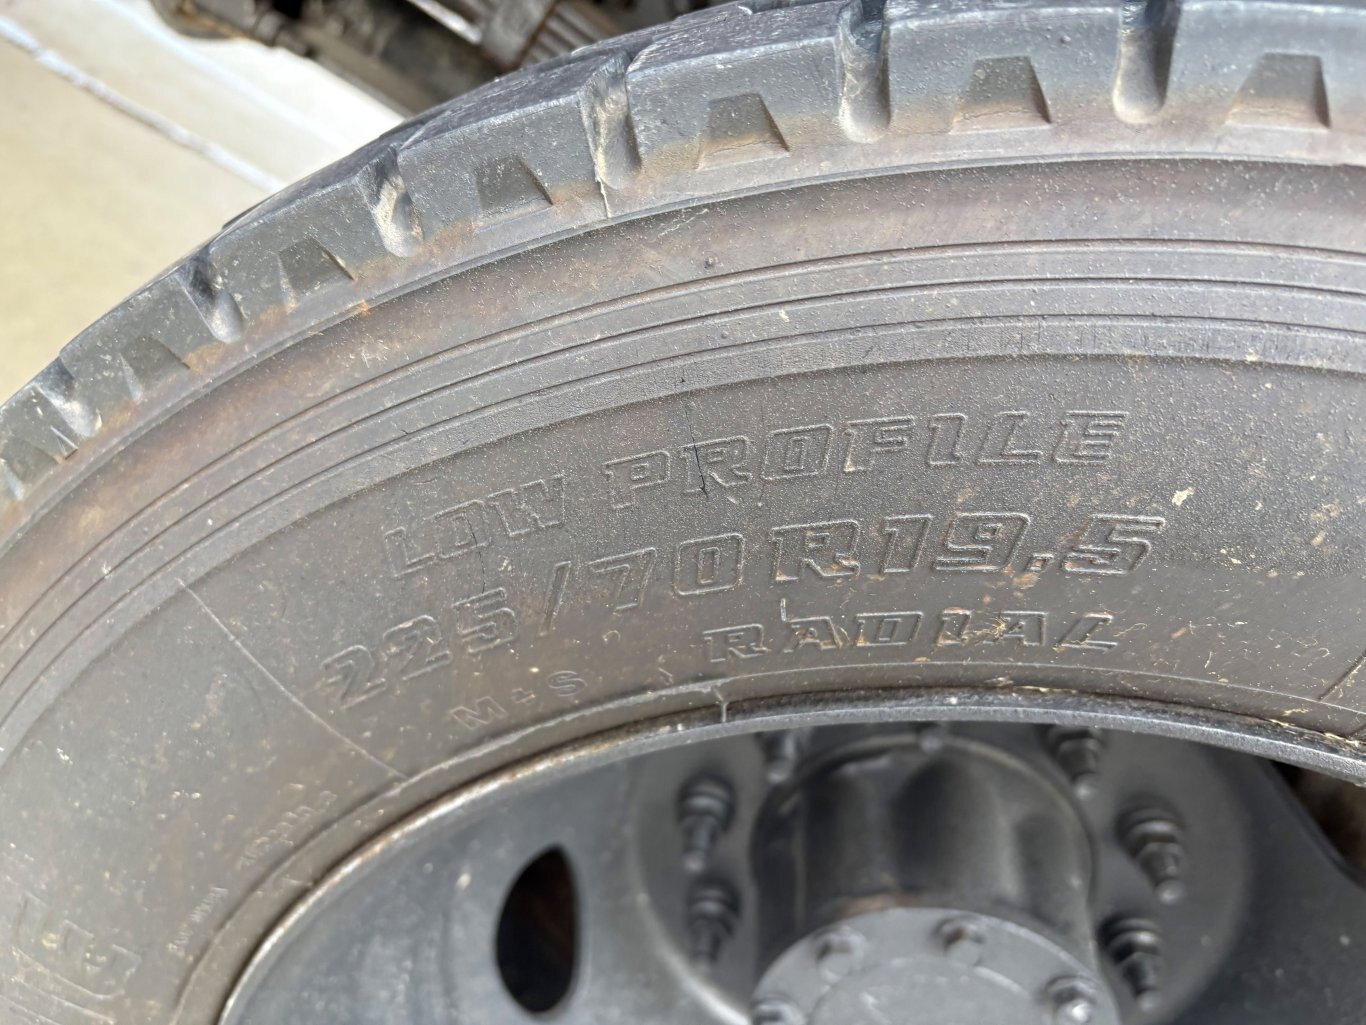 LOW PROFILE
225/70R19.5
RADIAL
M+S